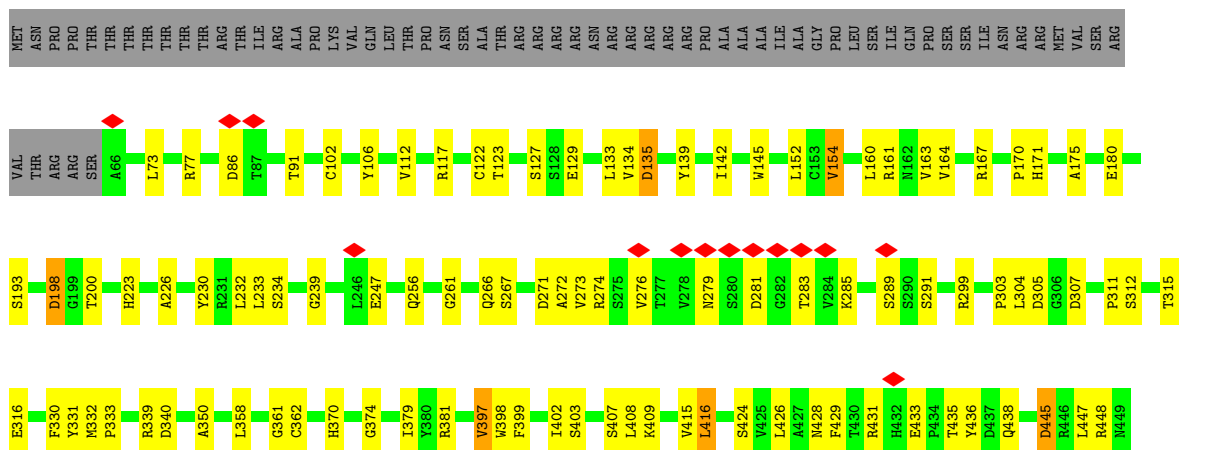 MET ASN PRO PRO THR THR THR THR THR THR THR ARG THR ILE ARG ALA PRO LYS VAL GLN LEU THR PRO ASN SER ALA THR ARG ARG ARG ARG ASN ARG ARG ARG ARG ARG PRO ALA ALA ALA ILE ALA GLY PRO LEU SER ILE GLN PRO SER SER ILE ASN ARG ARG MET VAL SER ARG
VAL THR ARG ARG SER A66 L73 R77 D86 T87 T91 C102 Y106 V112 R117 C122 T123 S127 S128 E129 L133 V134 D135 Y139 I142 W145 L152 C153 V154 L160 R161 N162 V163 V164 R167 P170 H171 A175 E180
S193 D198 G199 T200 H223 A226 Y230 R231 L232 L233 S234 G239 L246 E247 Q256 G261 Q266 S267 D271 A272 V273 R274 S275 V276 T277 V278 N279 S280 D281 G282 T283 V284 K285 S289 S290 S291 R299 P303 L304 D305 G306 D307 P311 S312 T315
E316 F330 Y331 M332 P333 R339 D340 A350 L358 G361 C362 H370 G374 I379 Y380 R381 V397 W398 F399 I402 S403 S407 L408 K409 V415 L416 S424 V425 L426 A427 N428 F429 T430 R431 H432 E433 P434 T435 Y436 D437 Q438 D445 R446 L447 R448 N449